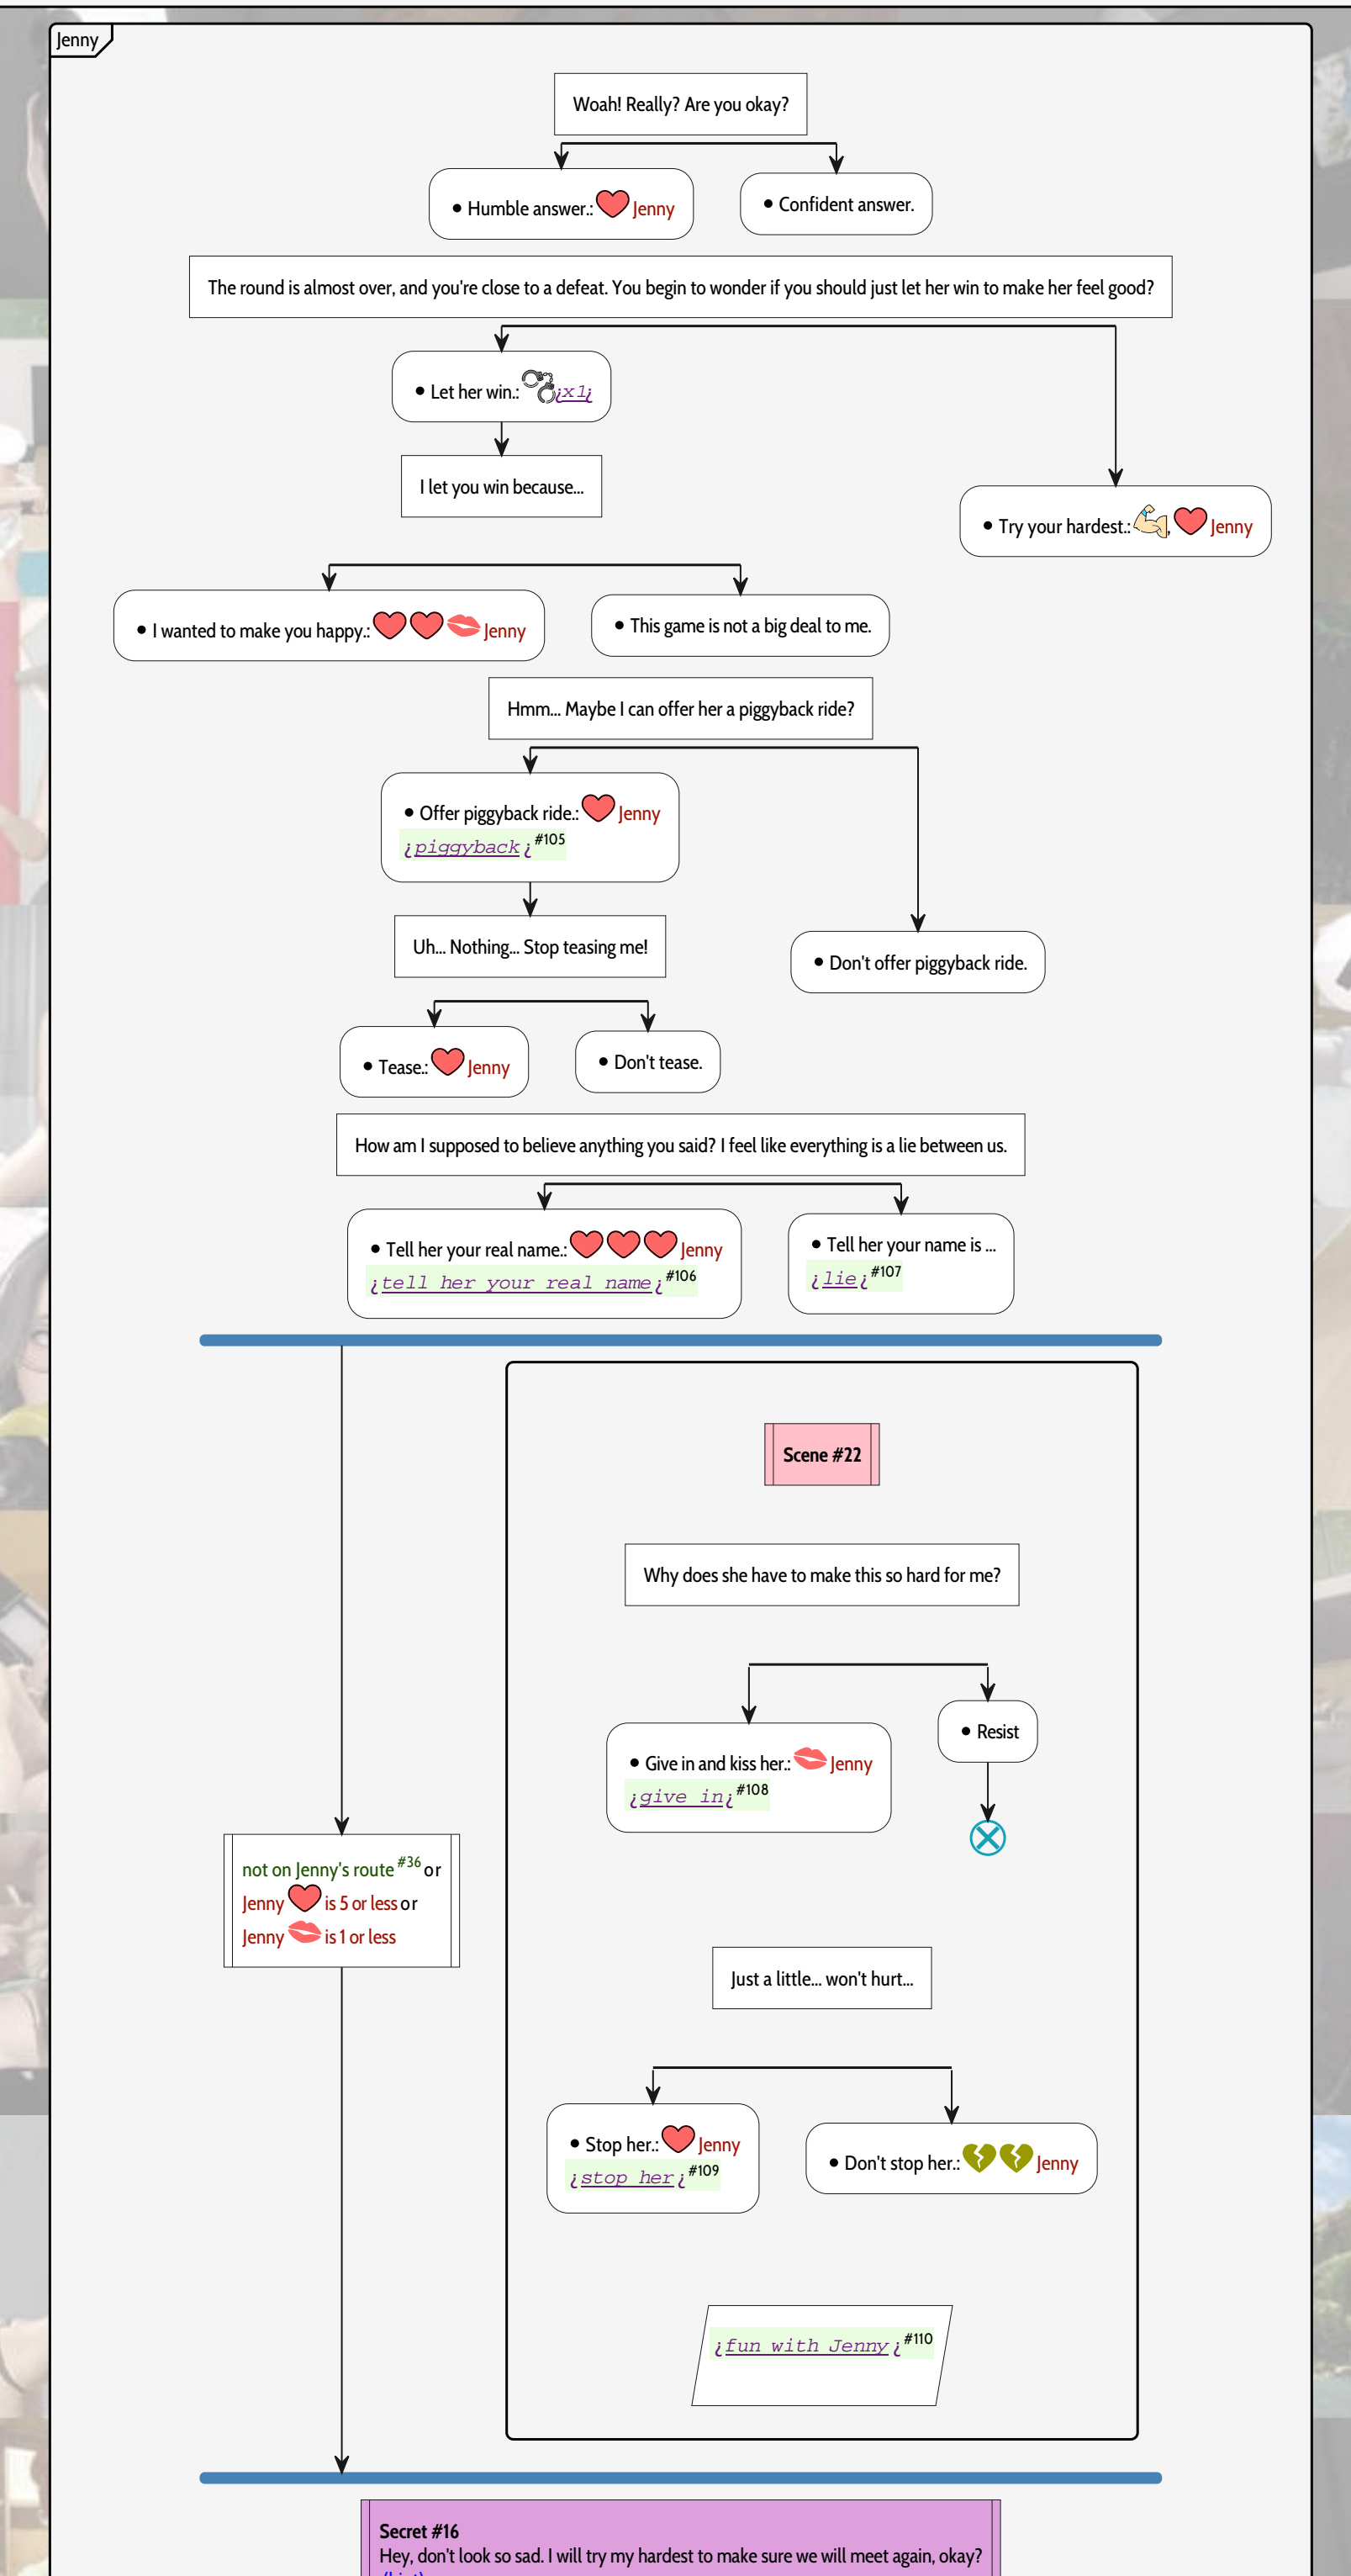 Jenny
Woah! Really? Are you okay?
• Humble answer.: Jenny
• Confident answer.
The round is almost over, and you're close to a defeat. You begin to wonder if you should just let her win to make her feel good?
• Let her win.: ¿x1¿
I let you win because...
• Try your hardest.: , Jenny
• I wanted to make you happy.: Jenny
• This game is not a big deal to me.
Hmm... Maybe I can offer her a piggyback ride?
• Offer piggyback ride.: Jenny
¿piggyback¿ #105
Uh... Nothing... Stop teasing me!
• Don't offer piggyback ride.
• Tease.: Jenny
• Don't tease.
How am I supposed to believe anything you said? I feel like everything is a lie between us.
• Tell her your real name.: Jenny
¿tell her your real name¿ #106
• Tell her your name is ...
¿lie¿ #107
Scene #22
Why does she have to make this so hard for me?
• Resist
• Give in and kiss her.: Jenny
¿give in¿ #108
not on Jenny's route #36 or
Jenny is 5 or less or
Jenny is 1 or less
Just a little... won't hurt...
• Stop her.: Jenny
¿stop her¿ #109
• Don't stop her.: Jenny
¿fun with Jenny¿ #110
Secret #16
Hey, don't look so sad. I will try my hardest to make sure we will meet again, okay?